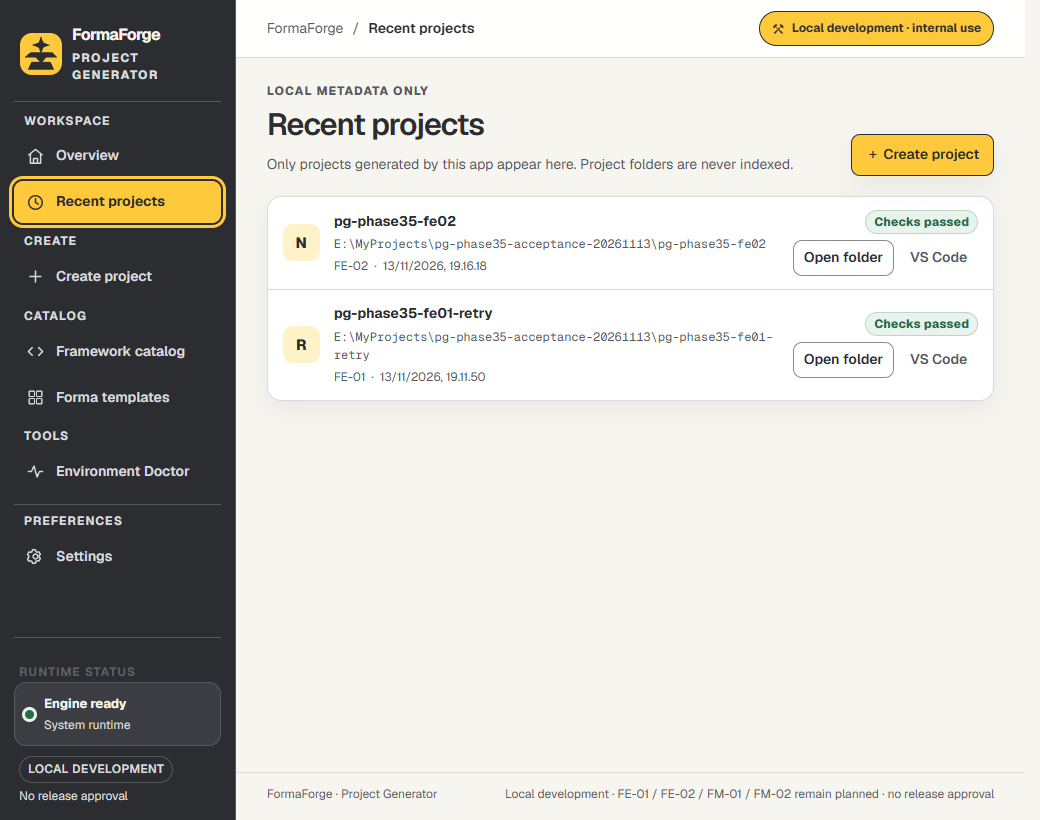 FormaForge
PROJECT
GENERATOR
WORKSPACE
Overview
Recent projects
CREATE
Create project
CATALOG
Framework catalog
Forma templates
TOOLS
Environment Doctor
PREFERENCES
Settings
RUNTIME STATUS
Engine ready
System runtime
LOCAL DEVELOPMENT
No release approval
FormaForge / Recent projects
Local development · internal use
LOCAL METADATA ONLY
Recent projects
Only projects generated by this app appear here. Project folders are never indexed.
+ Create project
N
pg-phase35-fe02
E:\MyProjects\pg-phase35-acceptance-20261113\pg-phase35-fe02
FE-02 · 13/11/2026, 19.16.18
Checks passed
Open folder
VS Code
R
pg-phase35-fe01-retry
E:\MyProjects\pg-phase35-acceptance-20261113\pg-phase35-fe01-
retry
FE-01 · 13/11/2026, 19.11.50
Checks passed
Open folder
VS Code
FormaForge · Project Generator
Local development · FE-01 / FE-02 / FM-01 / FM-02 remain planned · no release approval